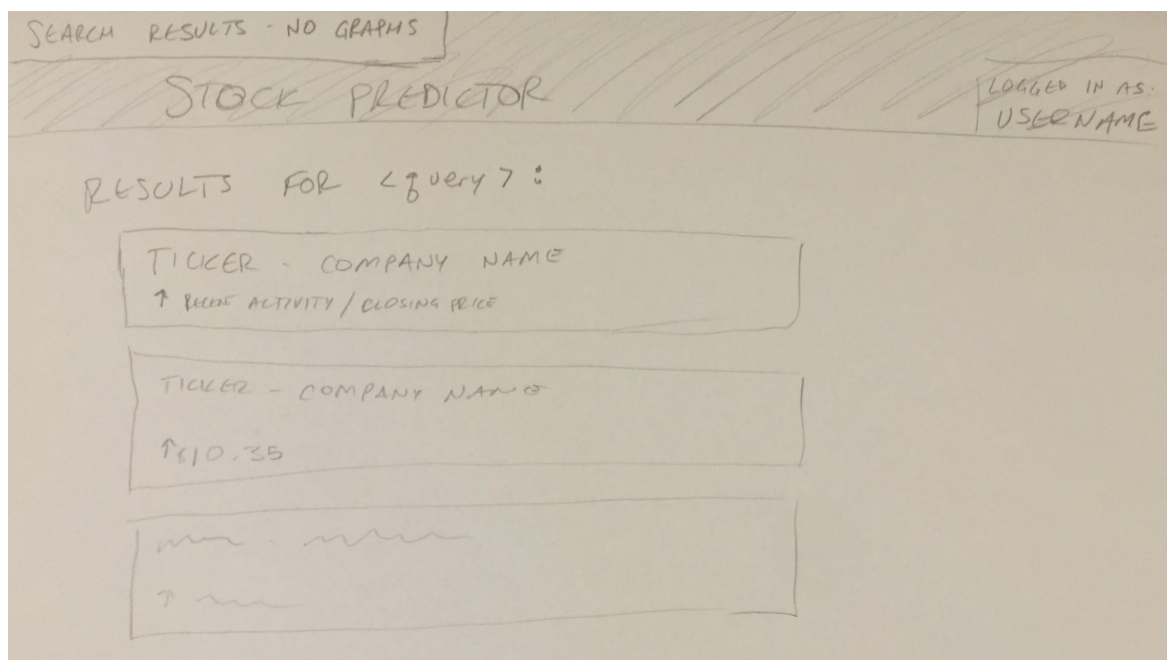 SEARCH RESULTS - NO GRAPHS
STOCK PREDICTOR
LOGGED IN AS:
USERNAME
RESULTS FOR <query>:
TICKER - COMPANY NAME
↑ RECENT ACTIVITY / CLOSING PRICE
TICKER - COMPANY NAME
↑$10.35